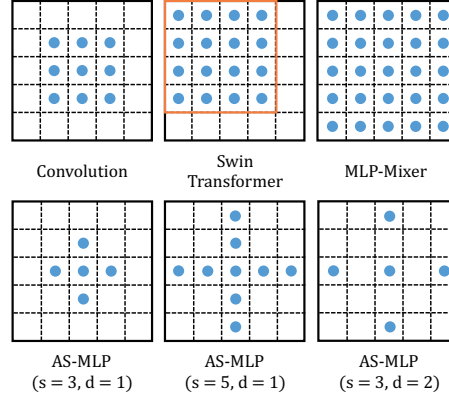 Convolution
Swin
Transformer
MLP-Mixer
AS-MLP
(s = 3, d = 1)
AS-MLP
(s = 5, d = 1)
AS-MLP
(s = 3, d = 2)